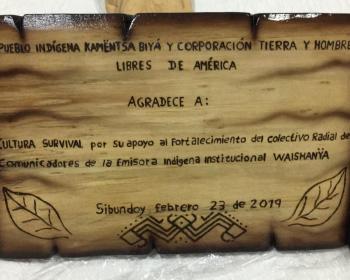 PUEBLO INDÍGENA KAMËNTSA BIYÁ Y CORPORACIÓN TIERRA Y HOMBRE
LIBRES DE AMÉRICA
AGRADECE A:
CULTURA SURVIVAL por su apoyo al Fortalecimiento del colectivo Radial de
Comunicadores de la Emisora Indígena Institucional WAISHANYA
Sibundoy febrero 23 de 2019